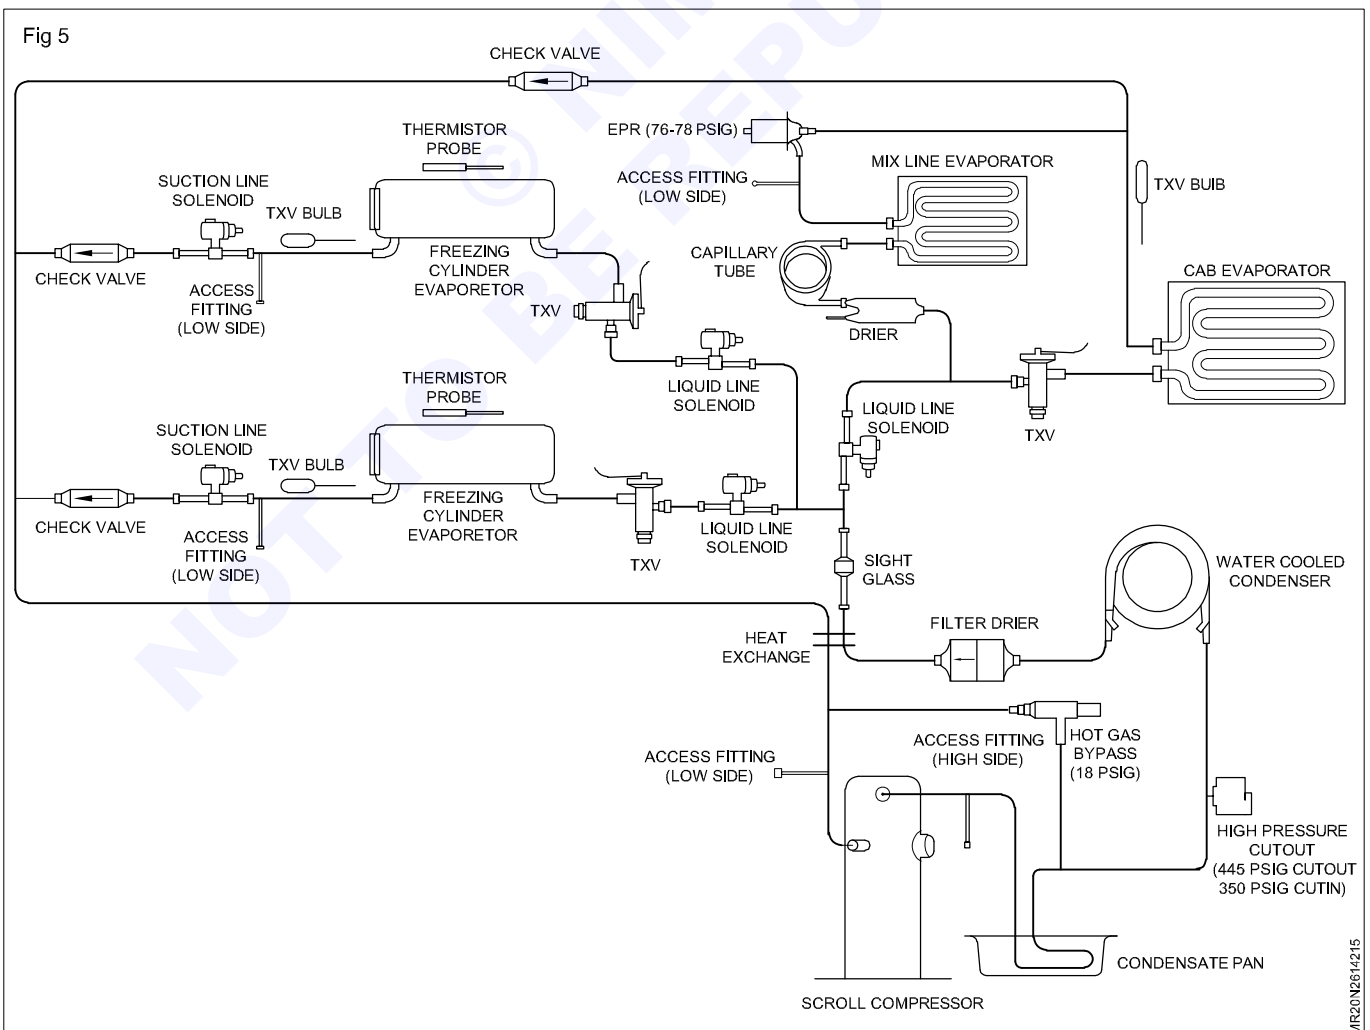 Fig 5
CHECK VALVE
THERMISTOR
PROBE
EPR (76-78 PSIG)
MIX LINE EVAPORATOR
SUCTION LINE
SOLENOID
TXV BULB
ACCESS FITTING
(LOW SIDE)
TXV BUIB
CHECK VALVE
FREEZING
CYLINDER
EVAPORETOR
CAPILLARY
TUBE
CAB EVAPORATOR
ACCESS
FITTING
(LOW SIDE)
TXV
DRIER
THERMISTOR
PROBE
LIQUID LINE
SOLENOID
LIQUID LINE
SOLENOID
TXV
SUCTION LINE
SOLENOID
TXV BULB
CHECK VALVE
FREEZING
CYLINDER
EVAPORETOR
LIQUID LINE
SOLENOID
ACCESS
FITTING
(LOW SIDE)
TXV
SIGHT
GLASS
WATER COOLED
CONDENSER
HEAT
EXCHANGE
FILTER DRIER
ACCESS FITTING
(HIGH SIDE)
HOT GAS
BYPASS
(18 PSIG)
ACCESS FITTING
(LOW SIDE)
HIGH PRESSURE
CUTOUT
(445 PSIG CUTOUT
350 PSIG CUTIN)
CONDENSATE PAN
SCROLL COMPRESSOR
MR20N2614215
NOT TO BE REPU
© NIM